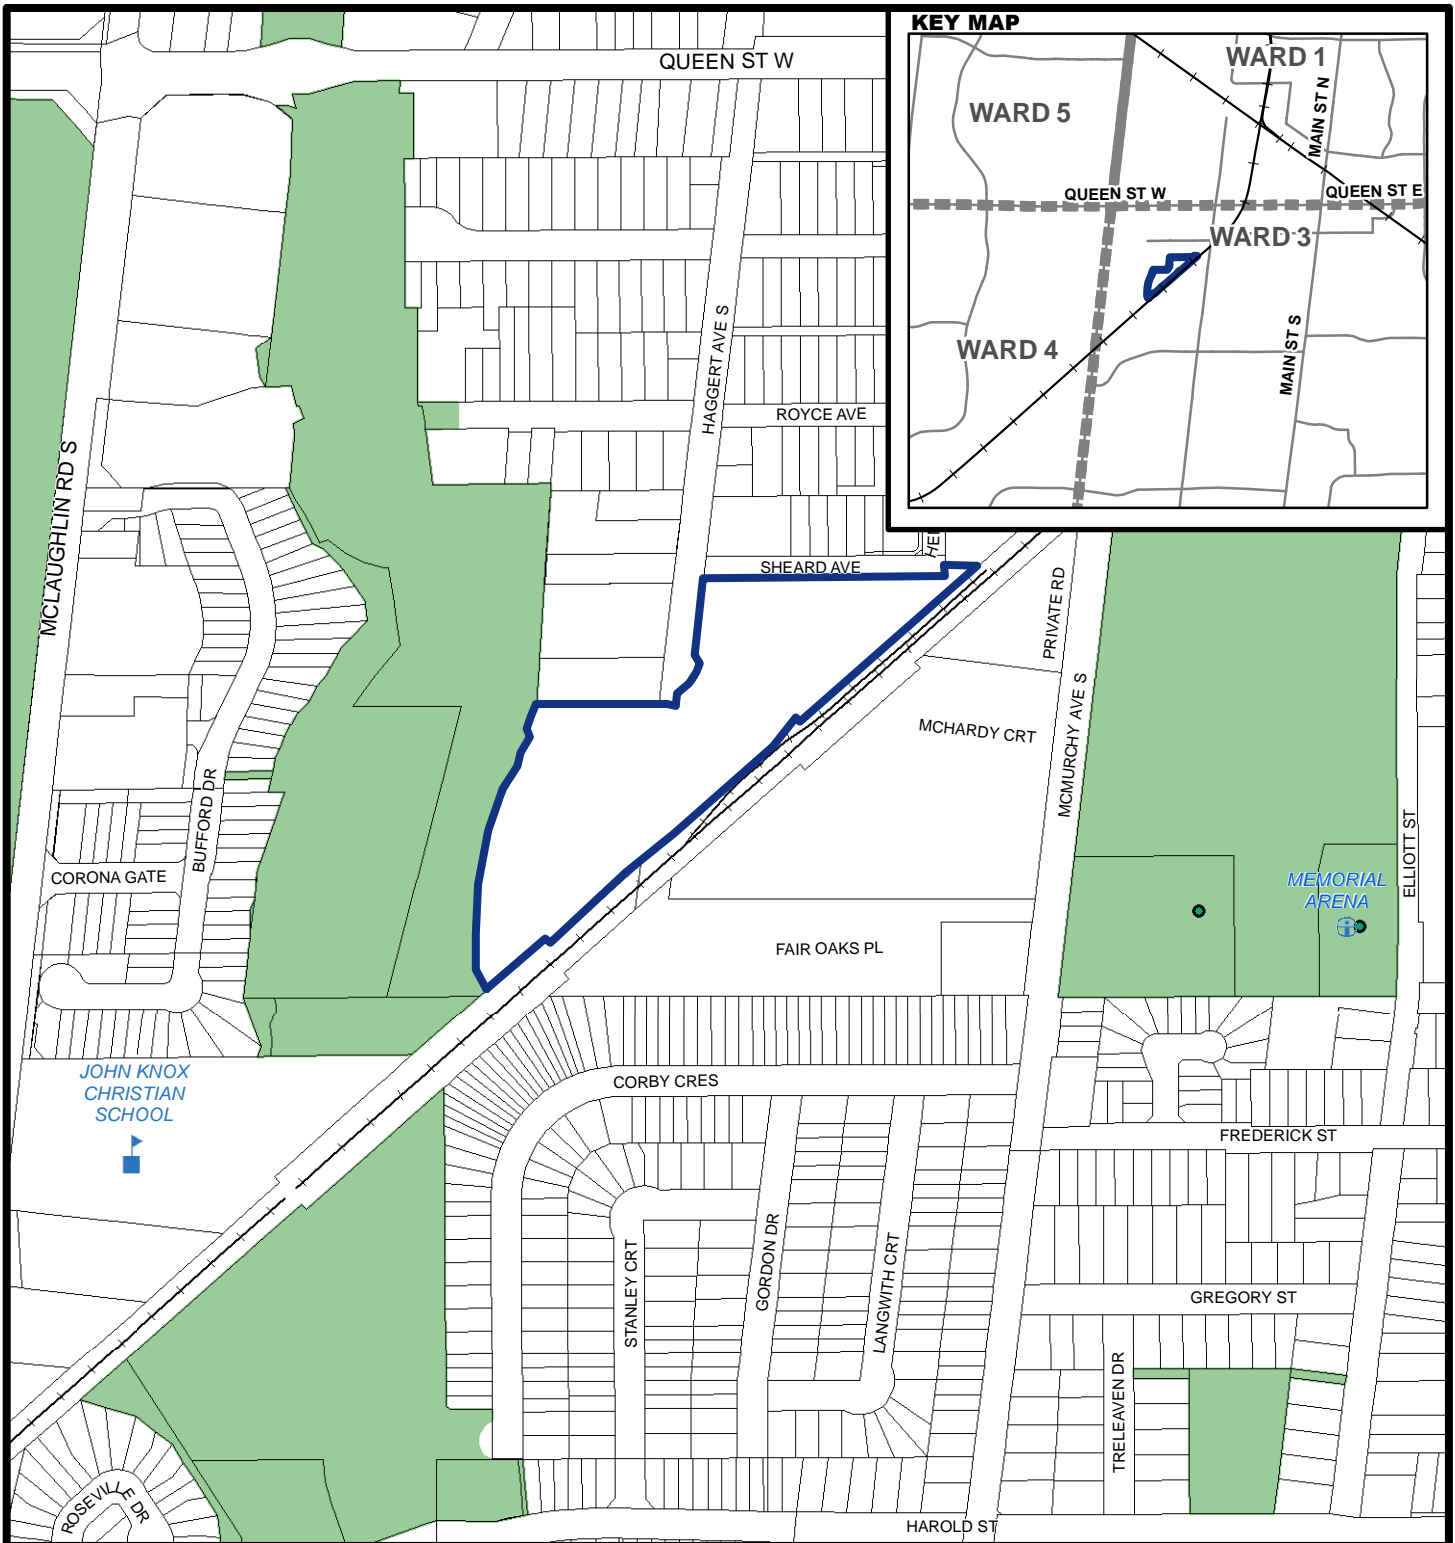 KEY MAP
QUEEN ST W
WARD 1
WARD 5
MAIN ST N
QUEEN ST W
QUEEN ST E
WARD 3
WARD 4
MAIN ST S
HAGGERT AVE S
ROYCE AVE
MCLAUGHLIN RD S
SHEARD AVE
PRIVATE RD
MCHARDY CRT
MCMURCHY AVE S
BUFFORD DR
CORONA GATE
ELLIOTT ST
MEMORIAL
ARENA
FAIR OAKS PL
JOHN KNOX
CHRISTIAN
SCHOOL
CORBY CRES
FREDERICK ST
STANLEY CRT
GORDON DR
LANGWITH CRT
GREGORY ST
TRELEAVEN DR
ROSEVILLE DR
HAROLD ST